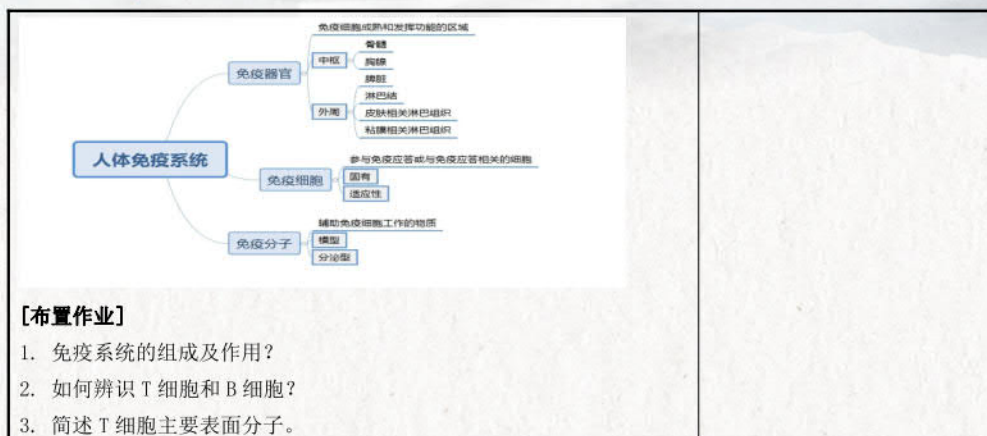 免疫细胞成熟和发挥功能的区域
骨髓
中枢
胸腺
免疫器官
脾脏
淋巴结
外周
皮肤相关淋巴组织
粘膜相关淋巴组织
人体免疫系统
参与免疫应答或与免疫应答相关的细胞
免疫细胞
固有
适应性
辅助免疫细胞工作的物质
免疫分子
膜型
分泌型
[布置作业]
1. 免疫系统的组成及作用?
2. 如何辨识 T 细胞和 B 细胞?
3. 简述 T 细胞主要表面分子。